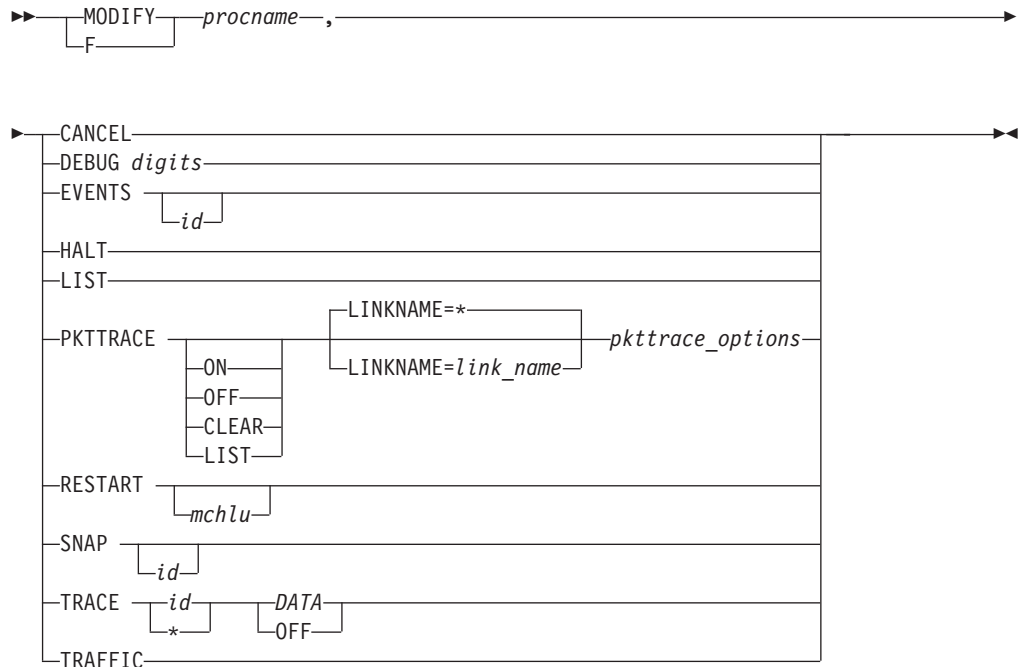 MODIFY procname ,
F
CANCEL
DEBUG digits
EVENTS
id
HALT
LIST
LINKNAME=*
PKTTRACE pkttrace_options
ON LINKNAME=link_name
OFF
CLEAR
LIST
RESTART
mchlu
SNAP
id
TRACE id DATA
* OFF
TRAFFIC